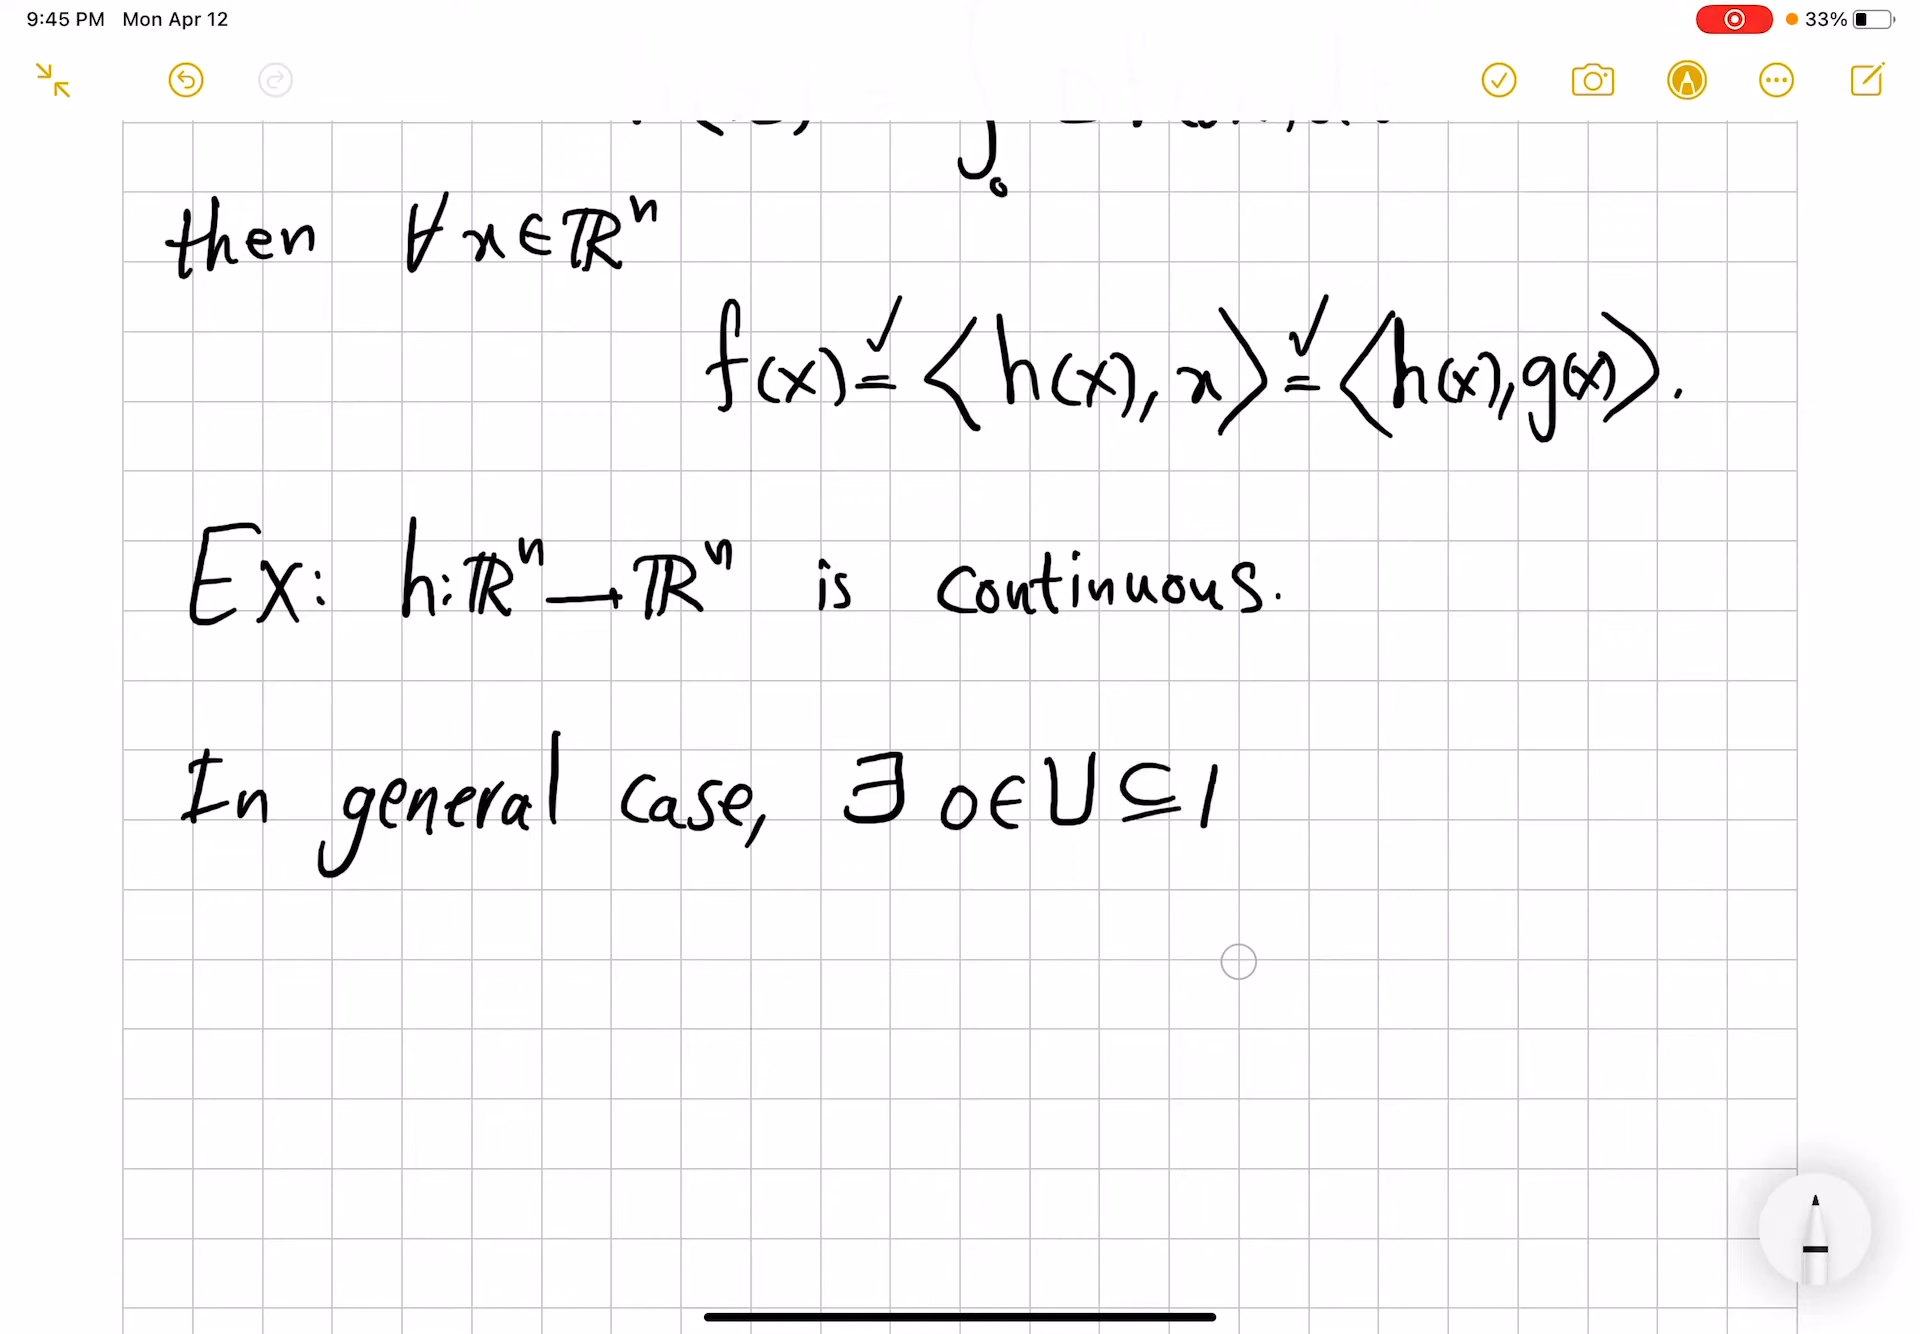 9:45 PM Mon Apr 12 33%
then ∀ x ∈ ℝⁿ
f(x) = ⟨h(x), x⟩ = ⟨h(x), g(x)⟩.
Ex: h: ℝⁿ → ℝⁿ is continuous.
In general case, ∃ 0 ∈ U ⊆